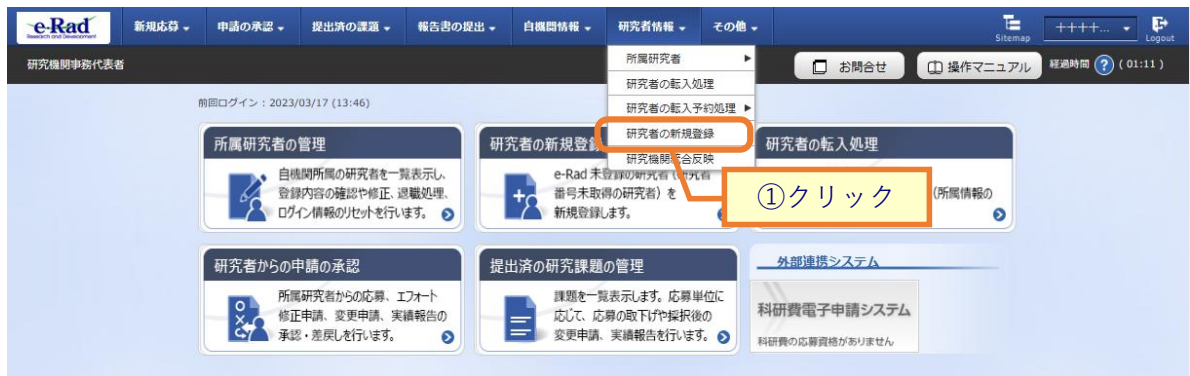 e-Rad
Research and Development
新規応募
申請の承認
提出済の課題
報告書の提出
自機関情報
研究者情報
その他
Sitemap
++++...
Logout
研究機関事務代表者
お問合せ
操作マニュアル
経過時間 ? ( 01:11 )
所属研究者
研究者の転入処理
研究者の転入予約処理
研究者の新規登録
研究機関統合反映
前回ログイン：2023/03/17 (13:46)
所属研究者の管理
自機関所属の研究者を一覧表示し、
登録内容の確認や修正、退職処理、
ログイン情報のリセットを行います。
研究者の新規登録
e-Rad 未登録の研究者（研究者
番号未取得の研究者）を
新規登録します。
研究者の転入処理
（所属情報の
①クリック
研究者からの申請の承認
所属研究者からの応募、エフォート
修正申請、変更申請、実績報告の
承認・差戻しを行います。
提出済の研究課題の管理
課題を一覧表示します。応募単位に
応じて、応募の取下げや採択後の
変更申請、実績報告を行います。
外部連携システム
科研費電子申請システム
科研費の応募資格がありません